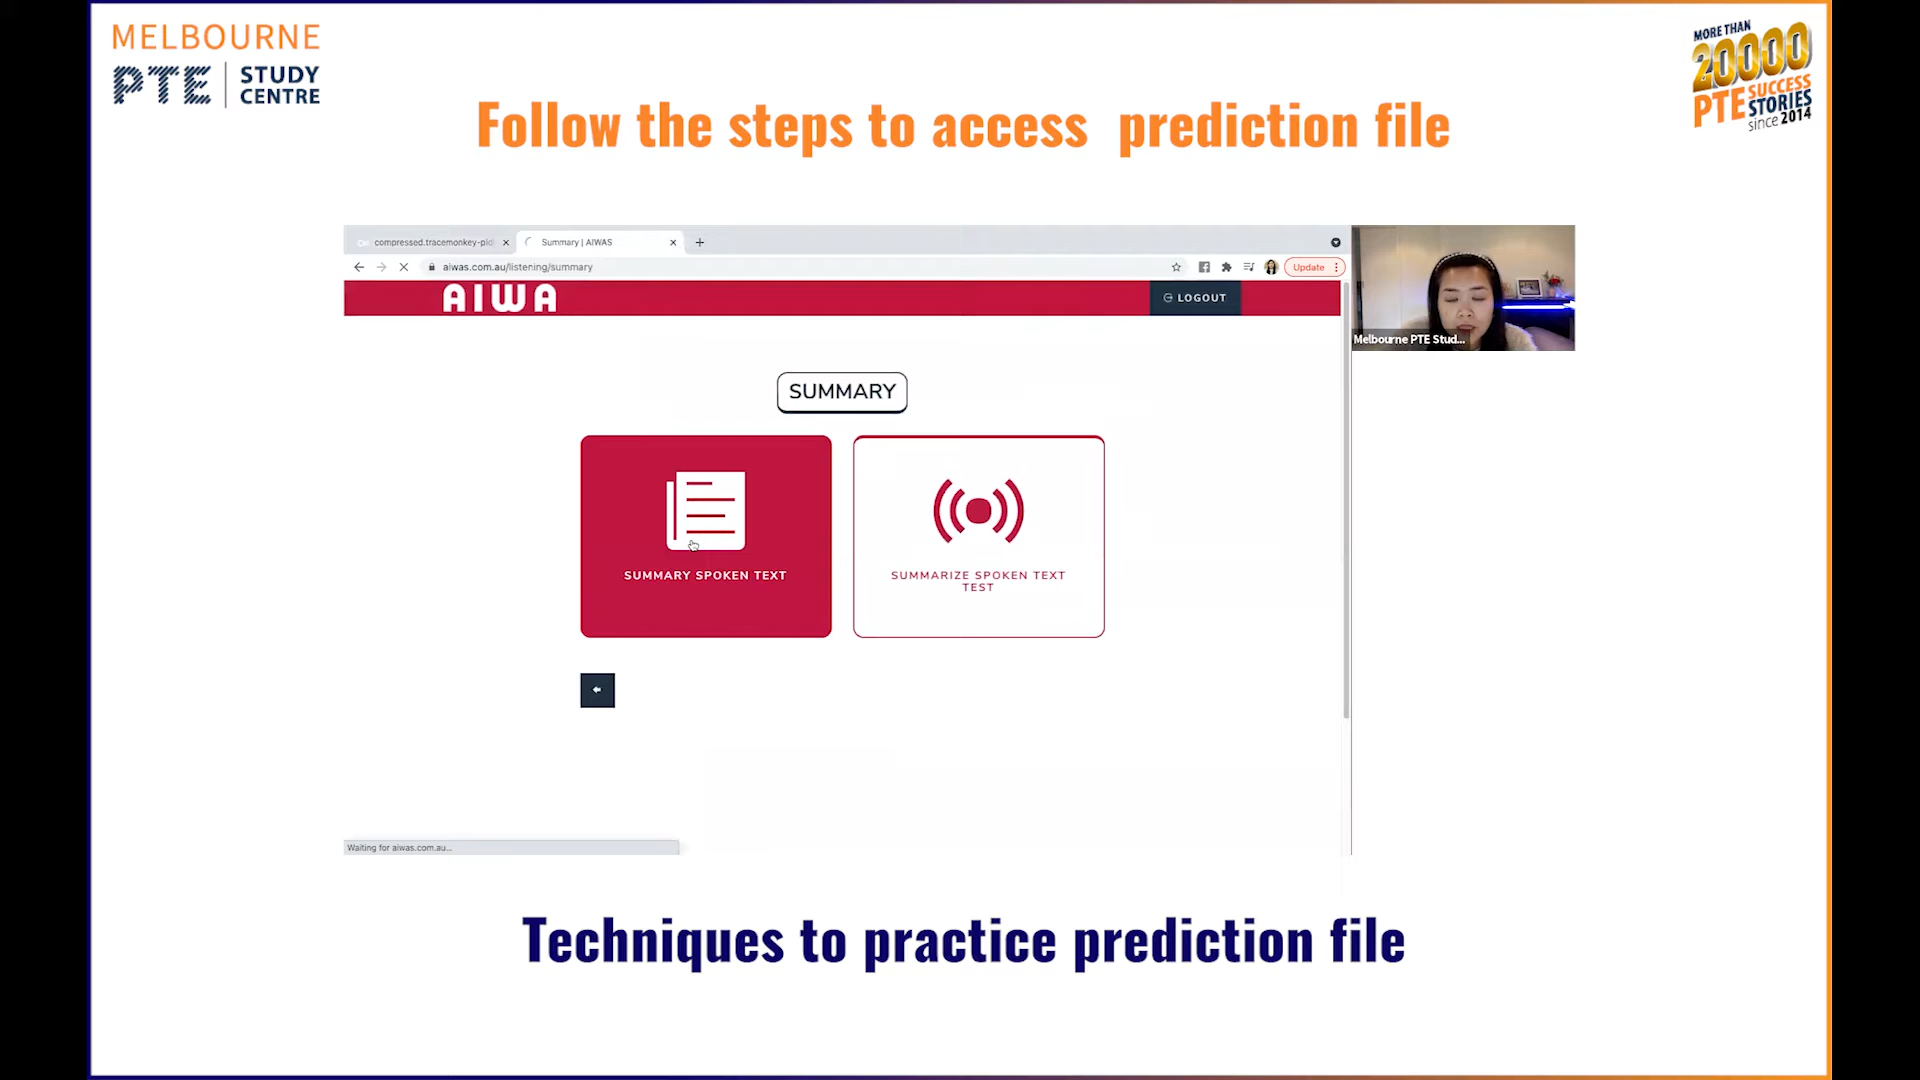 MELBOURNE
PTE
STUDY
CENTRE
MORE THAN
20000
PTE SUCCESS
STORIES
since 2014
Follow the steps to access prediction file
compressed.tracemonkey-pld
Summary | AIWAS
aiwas.com.au/listening/summary
Update
AIWA
LOGOUT
Melbourne PTE Stud...
SUMMARY
SUMMARY SPOKEN TEXT
SUMMARIZE SPOKEN TEXT
TEST
Waiting for aiwas.com.au...
Techniques to practice prediction file